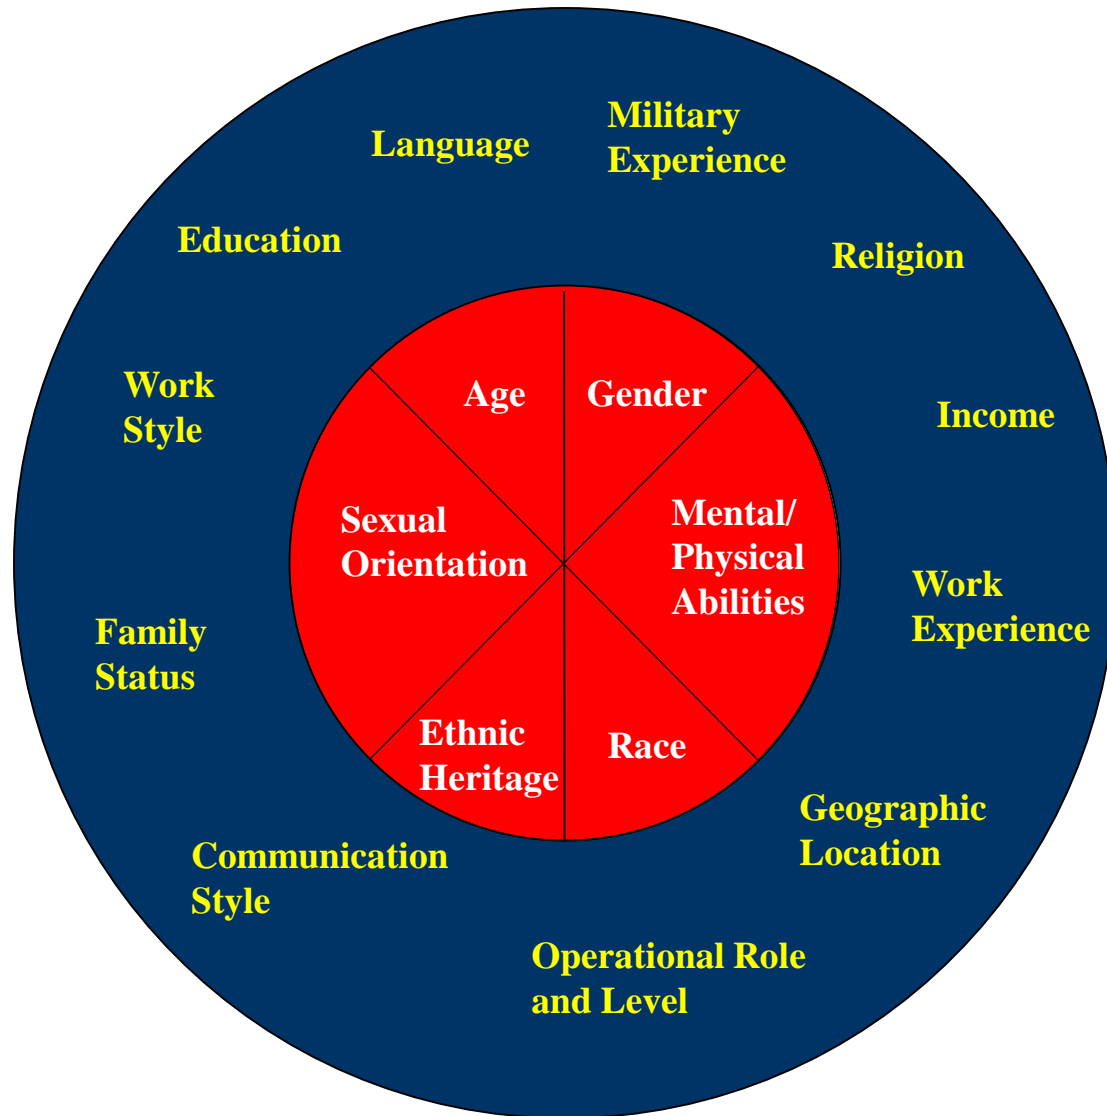 Language
Military
Experience
Education
Religion
Work
Style
Income
Age
Gender
Sexual
Orientation
Mental/
Physical
Abilities
Work
Experience
Family
Status
Ethnic
Heritage
Race
Geographic
Location
Communication
Style
Operational Role
and Level